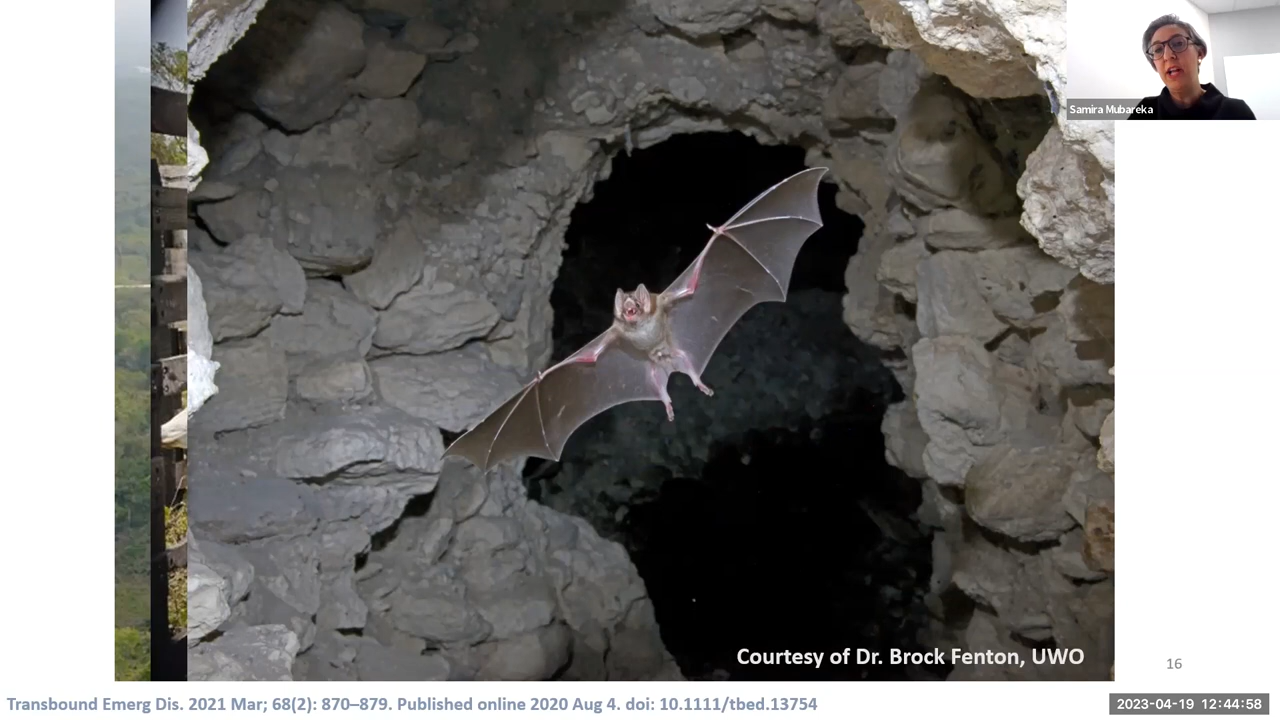 Samira Mubareka
Courtesy of Dr. Brock Fenton, UWO
16
Transbound Emerg Dis. 2021 Mar; 68(2): 870–879. Published online 2020 Aug 4. doi: 10.1111/tbed.13754
2023-04-19 12:44:58